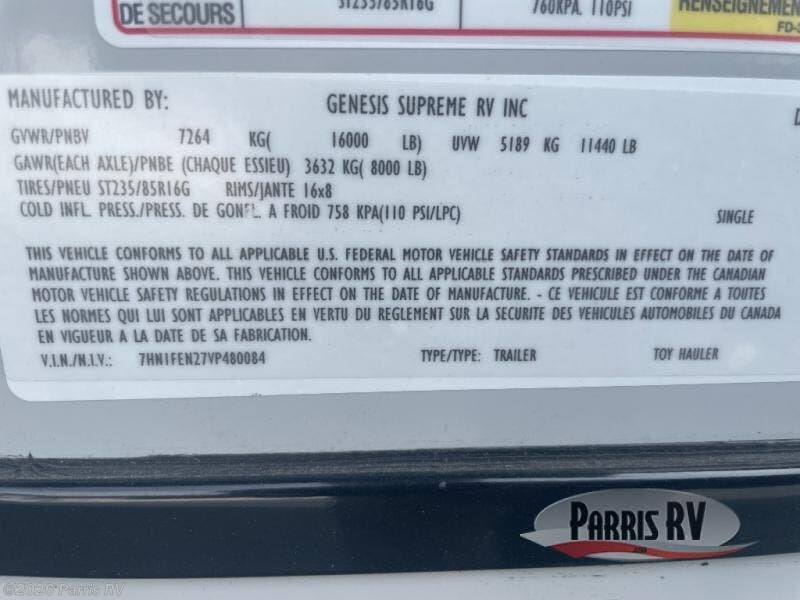 DE SECOURS ST235/85R16G 760KPA, 110PSI RENSEIGNEMENT
FD-
MANUFACTURED BY: GENESIS SUPREME RV INC
GVWR/PNBV 7264 KG( 16000 LB) UVW 5189 KG 11440 LB
GAWR(EACH AXLE)/PNBE (CHAQUE ESSIEU) 3632 KG( 8000 LB)
TIRES/PNEU ST235/85R16G RIMS/JANTE 16x8
COLD INFL. PRESS./PRESS. DE GONFL. A FROID 758 KPA(110 PSI/LPC) SINGLE
THIS VEHICLE CONFORMS TO ALL APPLICABLE U.S. FEDERAL MOTOR VEHICLE SAFETY STANDARDS IN EFFECT ON THE DATE OF
MANUFACTURE SHOWN ABOVE. THIS VEHICLE CONFORMS TO ALL APPLICABLE STANDARDS PRESCRIBED UNDER THE CANADIAN
MOTOR VEHICLE SAFETY REGULATIONS IN EFFECT ON THE DATE OF MANUFACTURE. - CE VEHICULE EST CONFORME A TOUTES
LES NORMES QUI LUI SONT APPLICABLES EN VERTU DU REGLEMENT SUR LA SECURITE DES VEHICULES AUTOMOBILES DU CANADA
EN VIGUEUR A LA DATE DE SA FABRICATION.
V.I.N./N.I.V.: 7HN1FEN27VP480084 TYPE/TYPE: TRAILER TOY HAULER
PARRIS RV
.COM
©2026 Parris RV